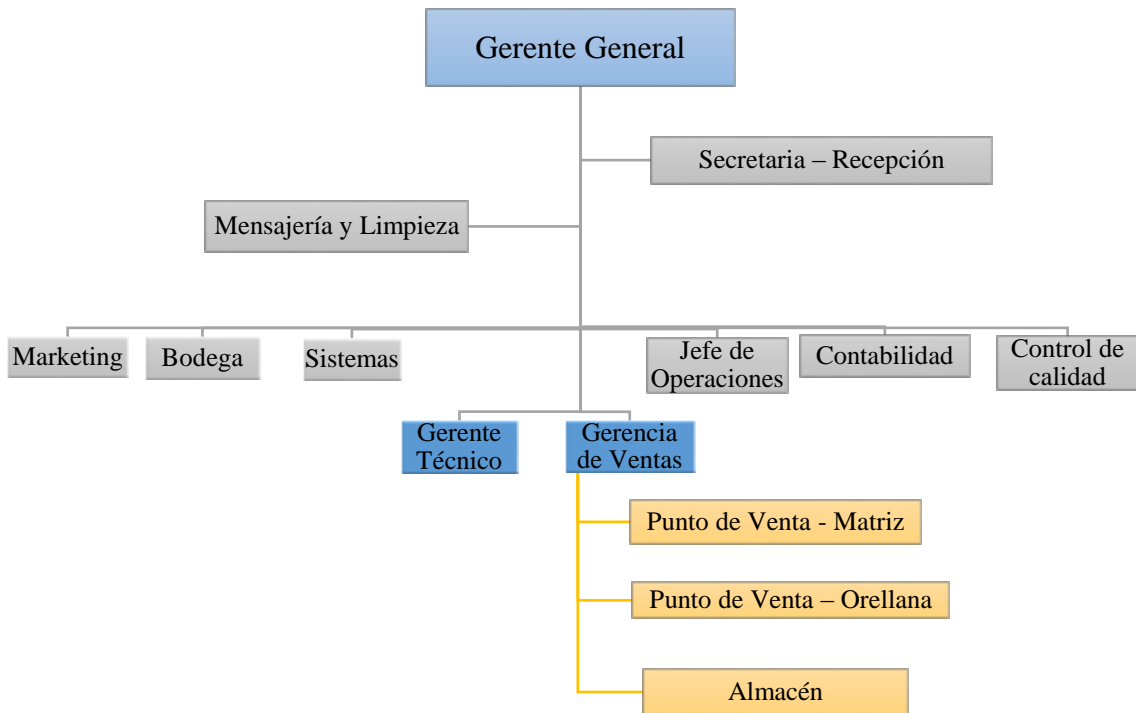 Gerente General
Secretaria – Recepción
Mensajería y Limpieza
Marketing
Bodega
Sistemas
Jefe de
Operaciones
Contabilidad
Control de
calidad
Gerente
Técnico
Gerencia
de Ventas
Punto de Venta - Matriz
Punto de Venta – Orellana
Almacén